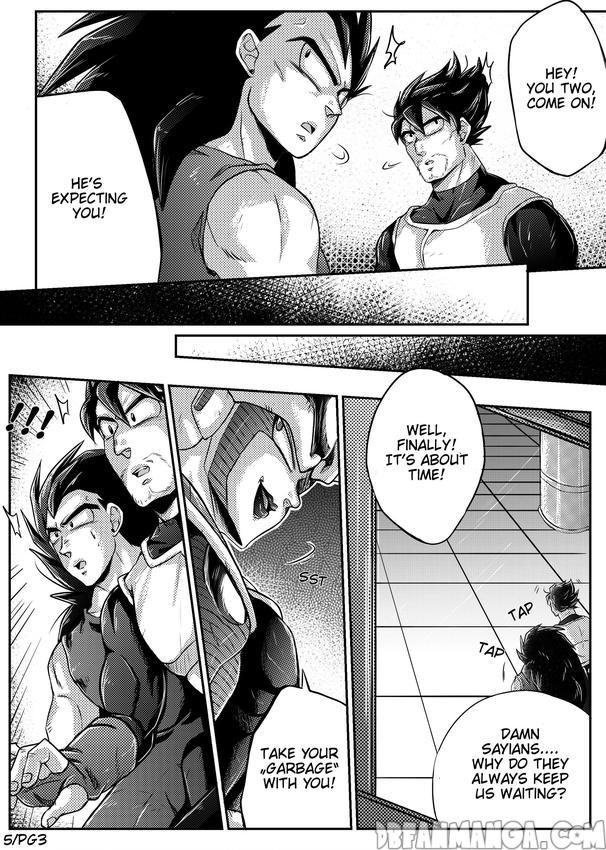 HEY!
YOU TWO,
COME ON!
HE'S
EXPECTING
YOU!
WELL,
FINALLY!
IT'S ABOUT
TIME!
TAP
TAP
DAMN
SAYIANS....
WHY DO THEY
ALWAYS KEEP
US WAITING?
SST
TAKE YOUR
„GARBAGE“
WITH YOU!
!!!
5/PG3
DBFANMANGA.COM